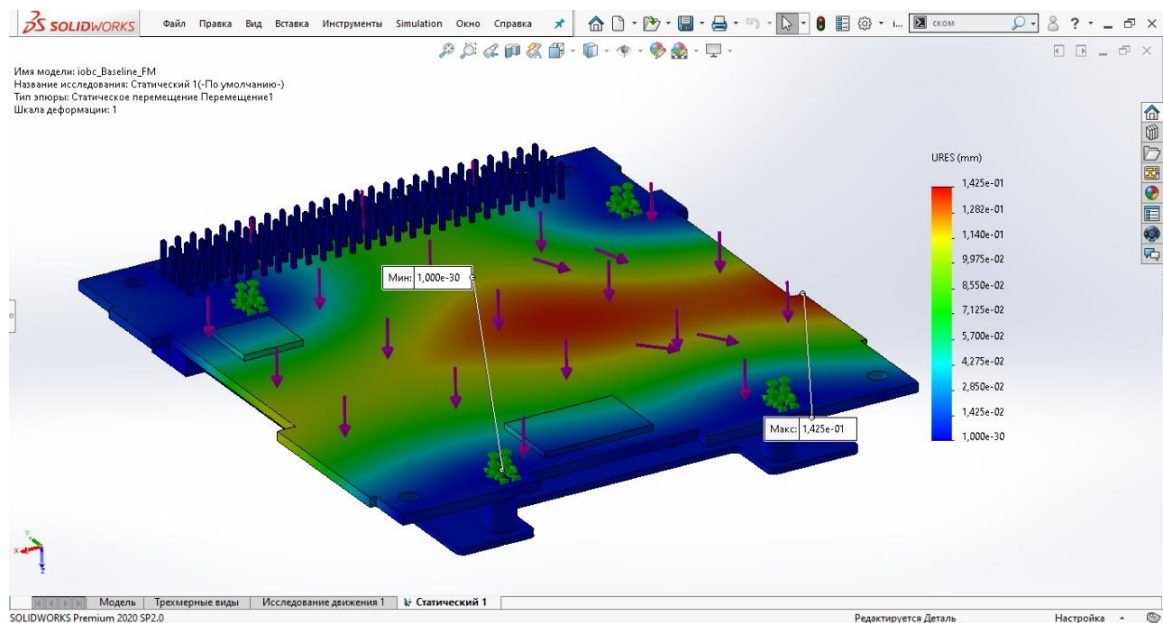 SOLIDWORKS Файл Правка Вид Вставка Инструменты Simulation Окно Справка i... ском ?
Имя модели: iobc_Baseline_FM
Название исследования: Статический 1(-По умолчанию-)
Тип эпюры: Статическое перемещение Перемещение1
Шкала деформации: 1
URES (mm)
1,425e-01
1,282e-01
1,140e-01
9,975e-02
8,550e-02
7,125e-02
5,700e-02
4,275e-02
2,850e-02
1,425e-02
1,000e-30
Мин: 1,000e-30
Макс: 1,425e-01
Y
X
Z
Модель Трехмерные виды Исследование движения 1 Статический 1
SOLIDWORKS Premium 2020 SP2.0 Редактируется Деталь Настройка